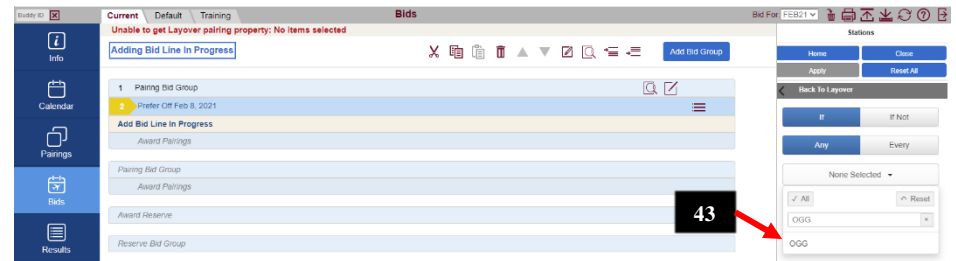 Buddy ID
Current Default Training
Bids
Bid For: FEB21
Unable to get Layover pairing property: No items selected
Stations
Info
Adding Bid Line In Progress
Add Bid Group
Home Close
Apply Reset All
Back To Layover
Calendar
1 Pairing Bid Group
2 Prefer Off Feb 8, 2021
Add Bid Line In Progress
Award Pairings
If If Not
Any Every
Pairings
Pairing Bid Group
Award Pairings
None Selected
All Reset
Bids
Award Reserve
43
OGG
OGG
Results
Reserve Bid Group